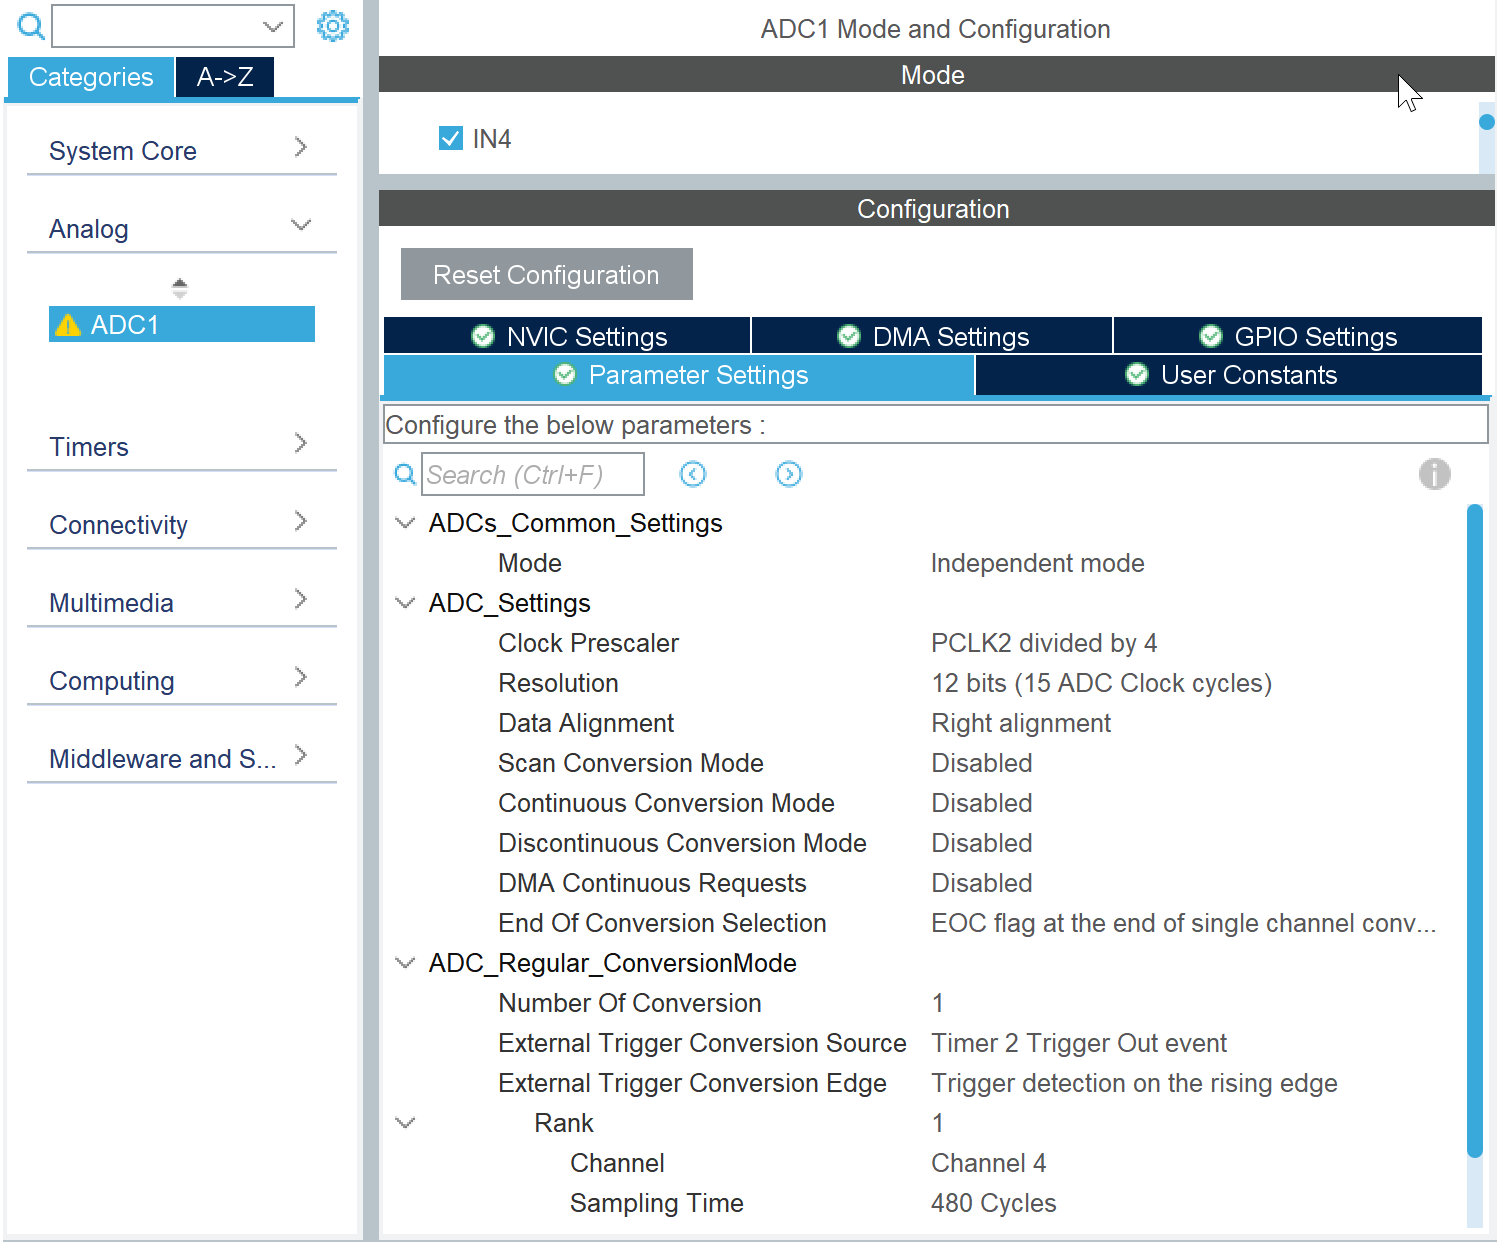 Categories
A->Z
System Core
Analog
ADC1
Timers
Connectivity
Multimedia
Computing
Middleware and S...
ADC1 Mode and Configuration
Mode
IN4
Configuration
Reset Configuration
NVIC Settings
DMA Settings
GPIO Settings
Parameter Settings
User Constants
Configure the below parameters :
Search (Ctrl+F)
ADCs_Common_Settings
Mode Independent mode
ADC_Settings
Clock Prescaler PCLK2 divided by 4
Resolution 12 bits (15 ADC Clock cycles)
Data Alignment Right alignment
Scan Conversion Mode Disabled
Continuous Conversion Mode Disabled
Discontinuous Conversion Mode Disabled
DMA Continuous Requests Disabled
End Of Conversion Selection EOC flag at the end of single channel conv...
ADC_Regular_ConversionMode
Number Of Conversion 1
External Trigger Conversion Source Timer 2 Trigger Out event
External Trigger Conversion Edge Trigger detection on the rising edge
Rank 1
Channel Channel 4
Sampling Time 480 Cycles